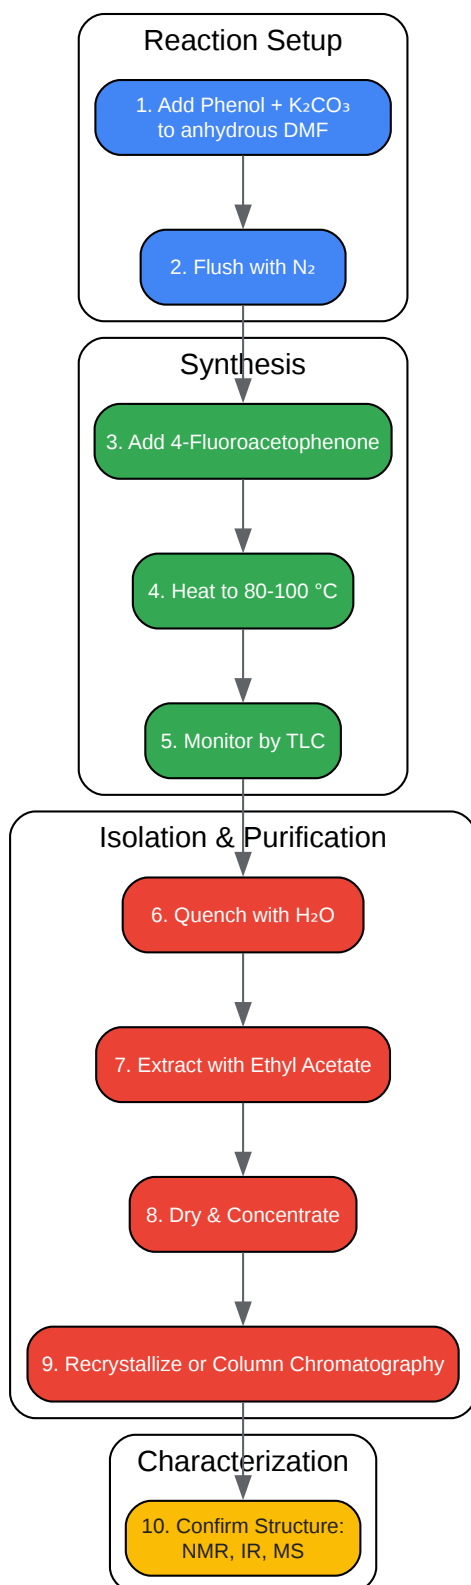 Reaction Setup
1. Add Phenol + K₂CO₃
to anhydrous DMF
2. Flush with N₂
Synthesis
3. Add 4-Fluoroacetophenone
4. Heat to 80-100 °C
5. Monitor by TLC
Isolation & Purification
6. Quench with H₂O
7. Extract with Ethyl Acetate
8. Dry & Concentrate
9. Recrystallize or Column Chromatography
Characterization
10. Confirm Structure:
NMR, IR, MS